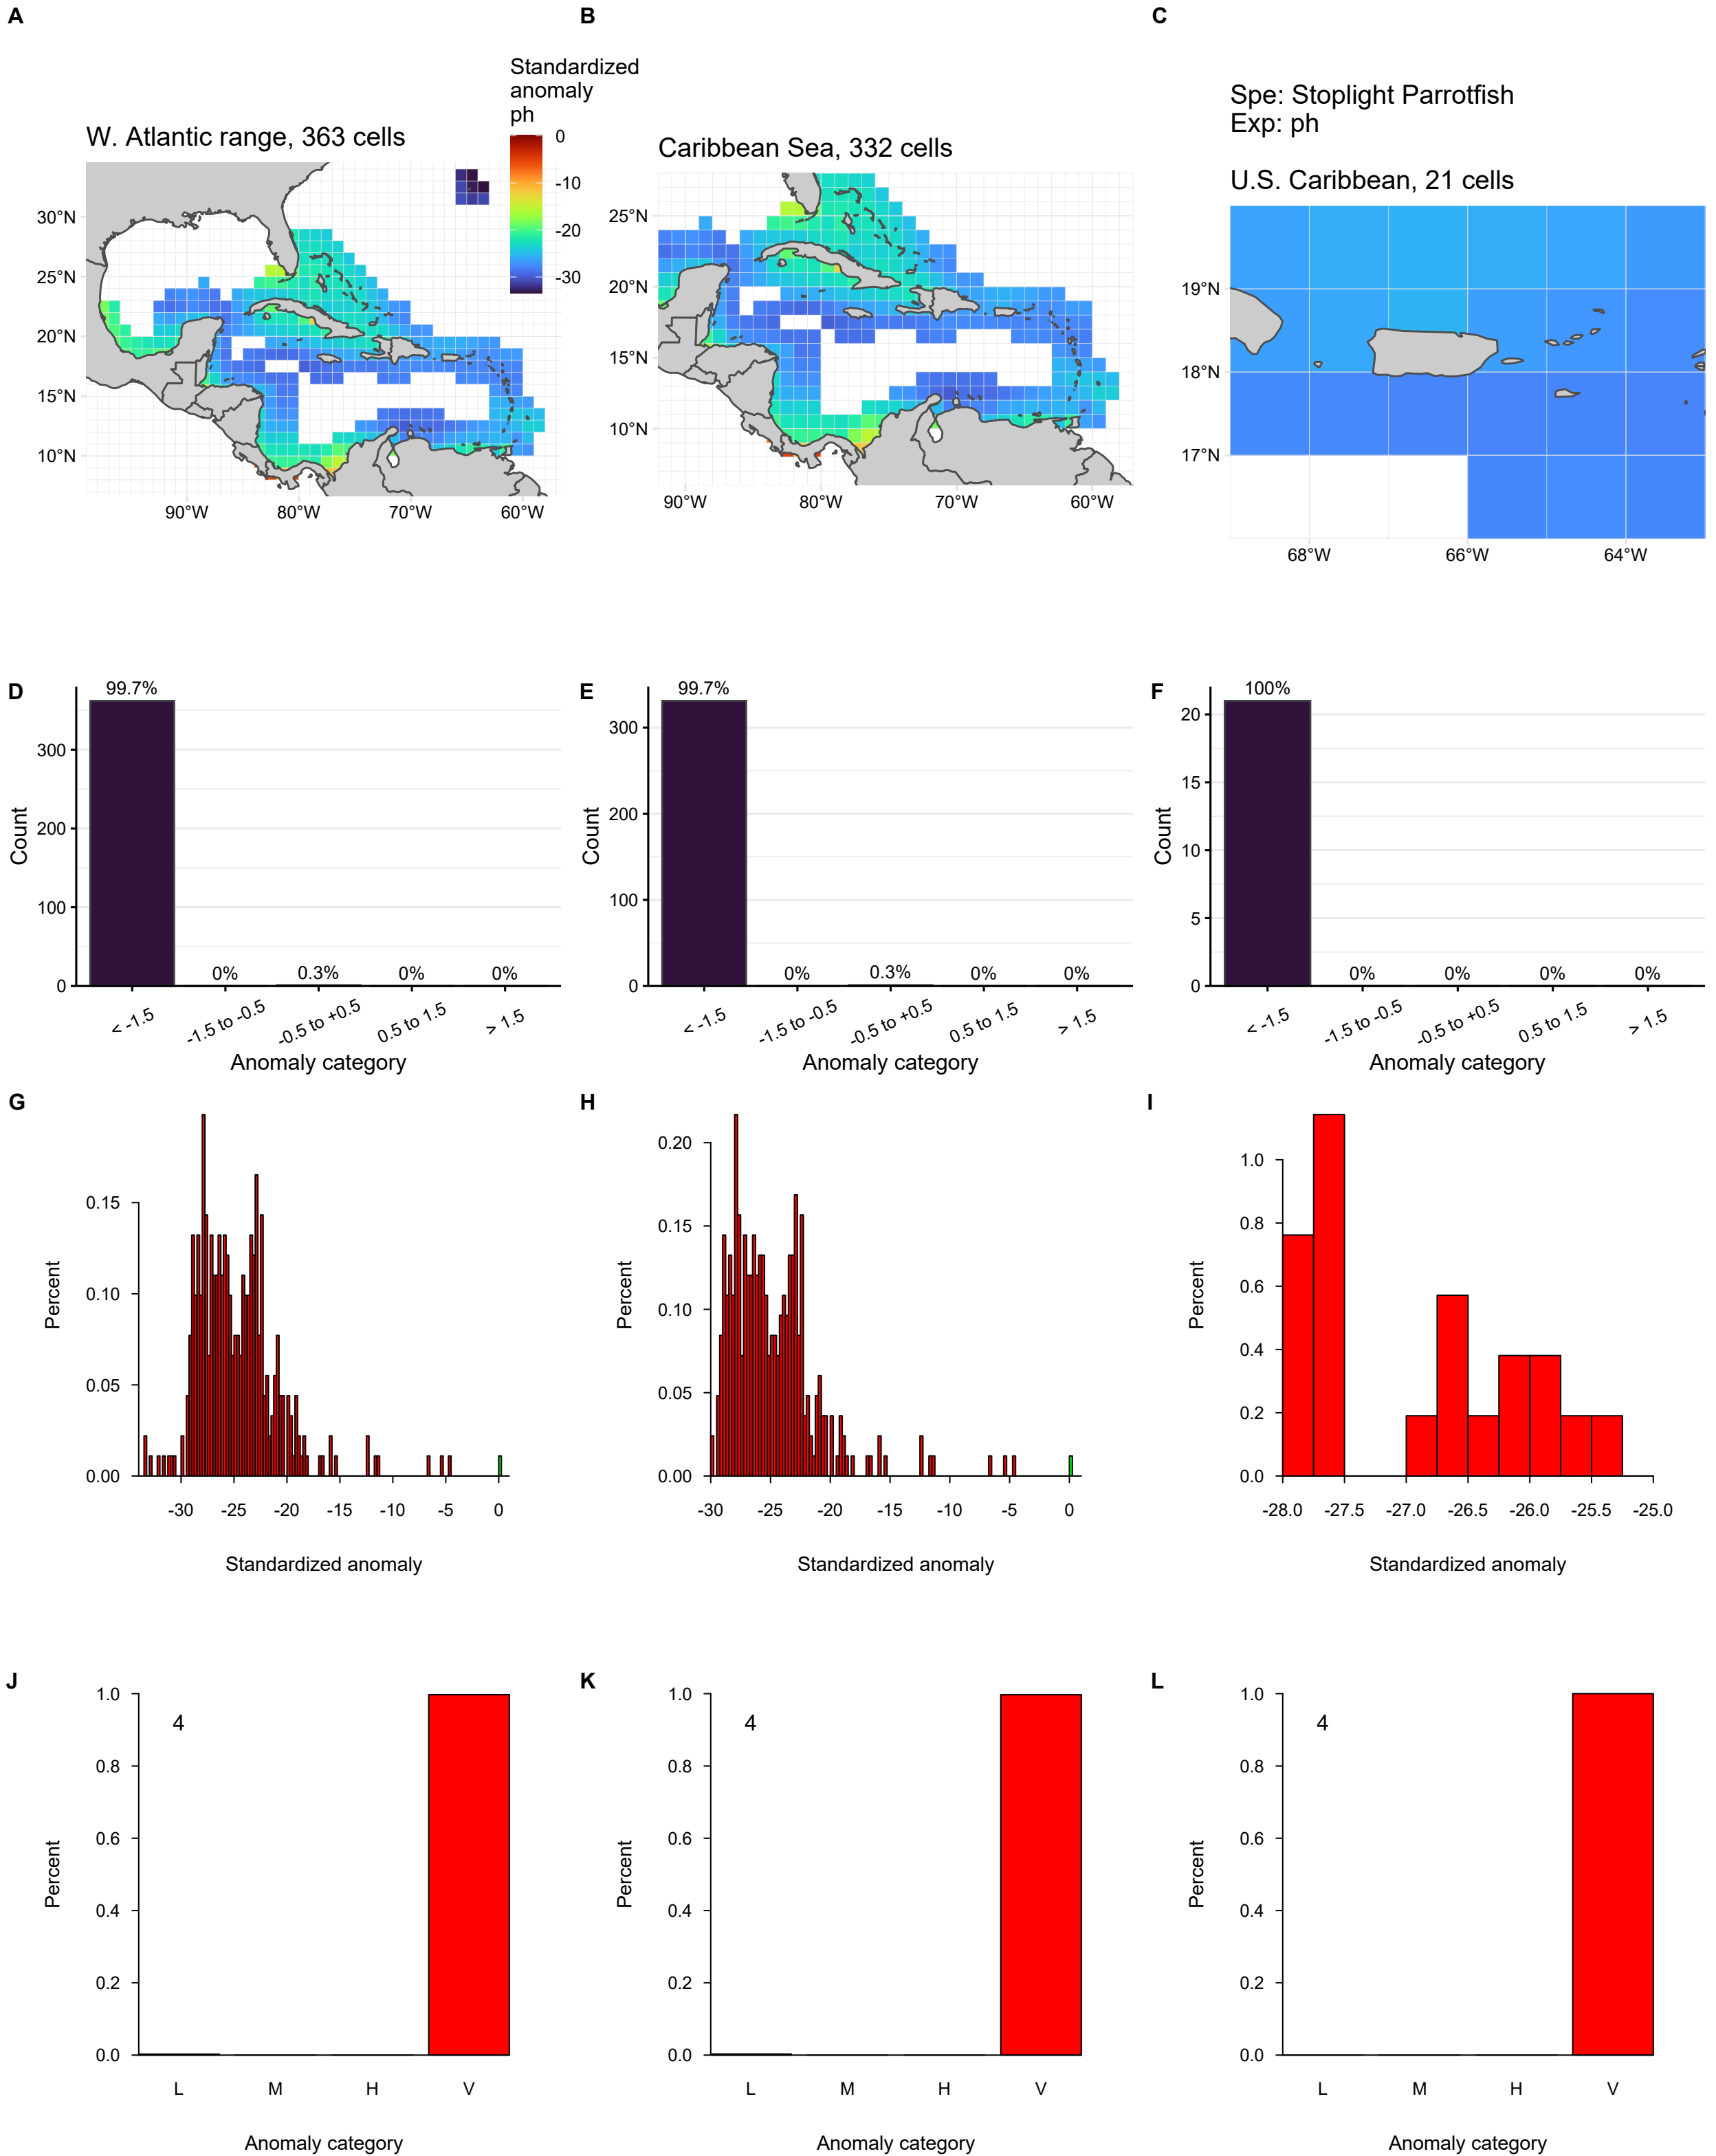 A
B
C
Standardized
anomaly
ph
0
-10
-20
-30
W. Atlantic range, 363 cells
30°N
25°N
20°N
15°N
10°N
90°W
80°W
70°W
60°W
Caribbean Sea, 332 cells
25°N
20°N
15°N
10°N
90°W
80°W
70°W
60°W
Spe: Stoplight Parrotfish
Exp: ph
U.S. Caribbean, 21 cells
19°N
18°N
17°N
68°W
66°W
64°W
D
99.7%
0%
0.3%
0%
0%
Count
300
200
100
0
< -1.5
-1.5 to -0.5
-0.5 to +0.5
0.5 to 1.5
> 1.5
Anomaly category
E
99.7%
0%
0.3%
0%
0%
Count
300
200
100
0
< -1.5
-1.5 to -0.5
-0.5 to +0.5
0.5 to 1.5
> 1.5
Anomaly category
F
100%
0%
0%
0%
0%
Count
20
15
10
5
0
< -1.5
-1.5 to -0.5
-0.5 to +0.5
0.5 to 1.5
> 1.5
Anomaly category
G
Percent
0.15
0.10
0.05
0.00
-30
-25
-20
-15
-10
-5
0
Standardized anomaly
H
Percent
0.20
0.15
0.10
0.05
0.00
-30
-25
-20
-15
-10
-5
0
Standardized anomaly
I
Percent
1.0
0.8
0.6
0.4
0.2
0.0
-28.0
-27.5
-27.0
-26.5
-26.0
-25.5
-25.0
Standardized anomaly
J
4
Percent
1.0
0.8
0.6
0.4
0.2
0.0
L
M
H
V
Anomaly category
K
4
Percent
1.0
0.8
0.6
0.4
0.2
0.0
L
M
H
V
Anomaly category
L
4
Percent
1.0
0.8
0.6
0.4
0.2
0.0
L
M
H
V
Anomaly category